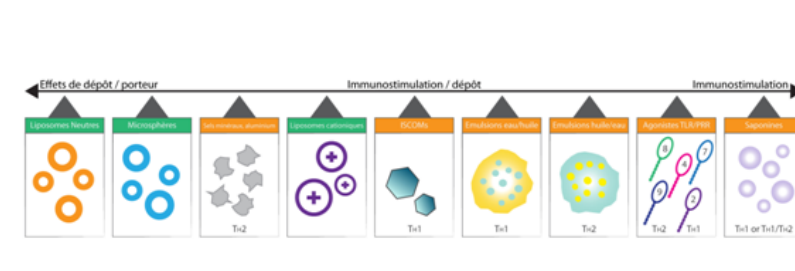 Effets de dépôt / porteur
Immunostimulation / dépôt
Immunostimulation
Liposomes Neutres
Microsphères
Sels minéraux, aluminium
Liposomes cationiques
ISCOMs
Emulsions eau/huile
Emulsions huile/eau
Agonistes TLR/PRR
Saponines
8
7
4
9
2
TH2
TH1
TH1
TH2
TH2 TH1
TH1 or TH1/TH2